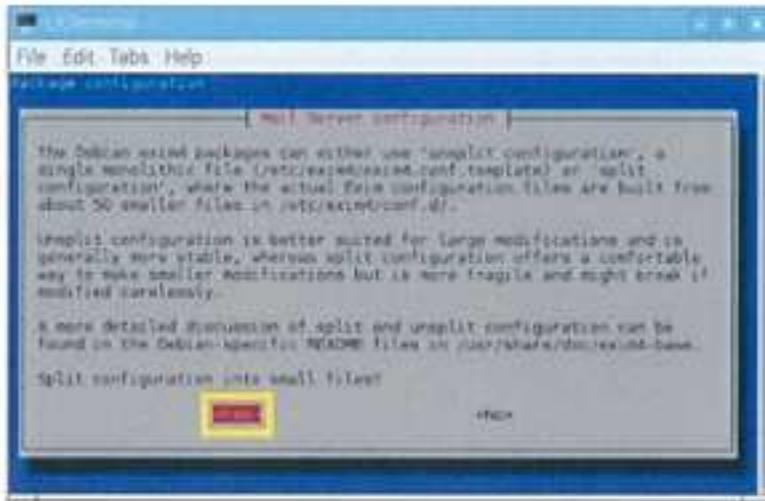 File Edit Tabs Help
Package configuration
Mail Server configuration
The Debian exim4 packages can either use 'unsplit configuration', a
single monolithic file (/etc/exim4/exim4.conf.template) or 'split
configuration', where the actual Exim configuration files are built from
about 50 smaller files in /etc/exim4/conf.d/.
Unsplit configuration is better suited for large modifications and is
generally more stable, whereas split configuration offers a comfortable
way to make smaller modifications but is more fragile and might break if
modified carelessly.
A more detailed discussion of split and unsplit configuration can be
found in the Debian-specific README files in /usr/share/doc/exim4-base.
Split configuration into small files?
<No>